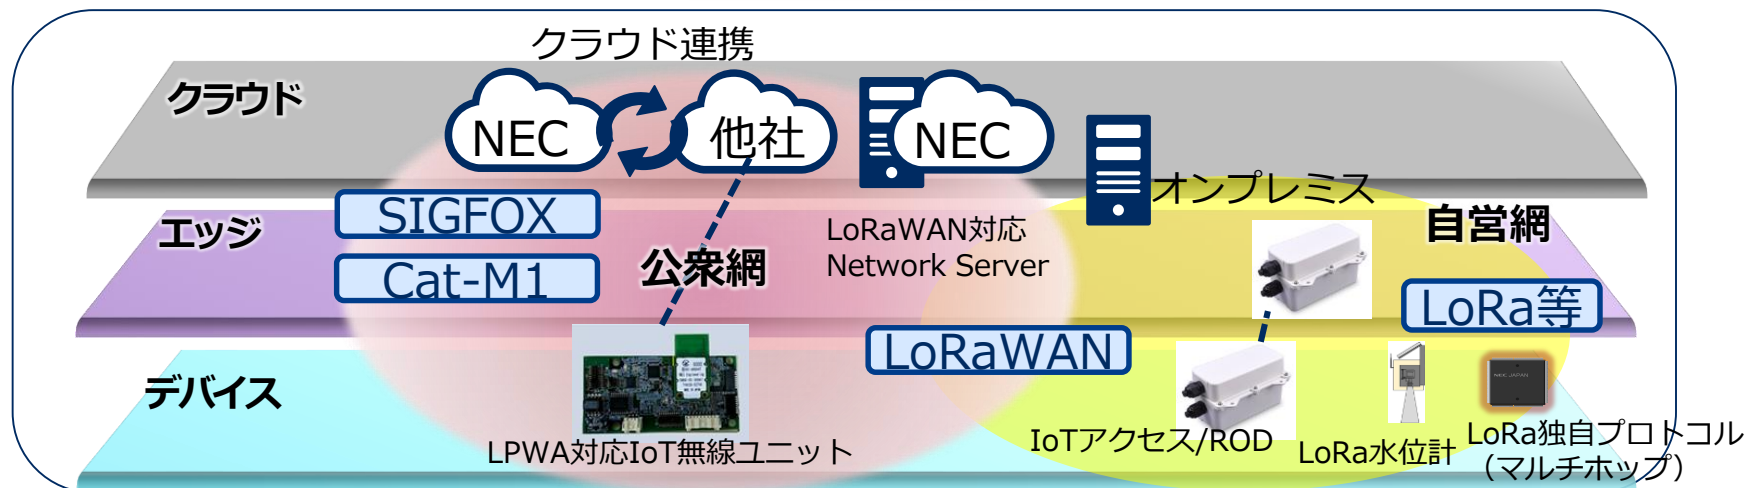 クラウド連携
クラウド
NEC
他社
NEC
オンプレミス
エッジ
SIGFOX
Cat-M1
公衆網
LoRaWAN対応
Network Server
自営網
LoRa等
LoRaWAN
デバイス
NEC JAPAN
LPWA対応IoT無線ユニット
IoTアクセス/ROD
LoRa水位計
LoRa独自プロトコル
（マルチホップ）